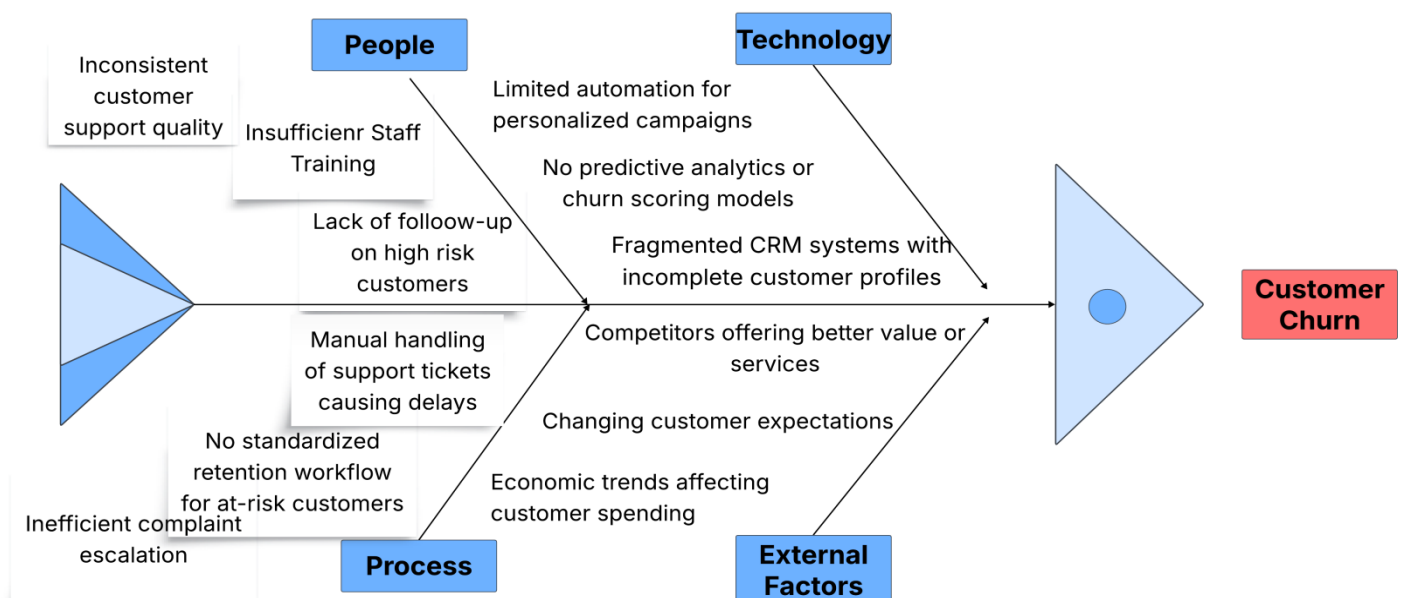 People
Technology
Inconsistent
customer
support quality
Insufficienr Staff
Training
Lack of folloow-up
on high risk
customers
Limited automation for
personalized campaigns
No predictive analytics or
churn scoring models
Fragmented CRM systems with
incomplete customer profiles
Customer
Churn
Manual handling
of support tickets
causing delays
No standardized
retention workflow
for at-risk customers
Inefficient complaint
escalation
Competitors offering better value or
services
Changing customer expectations
Economic trends affecting
customer spending
Process
External
Factors